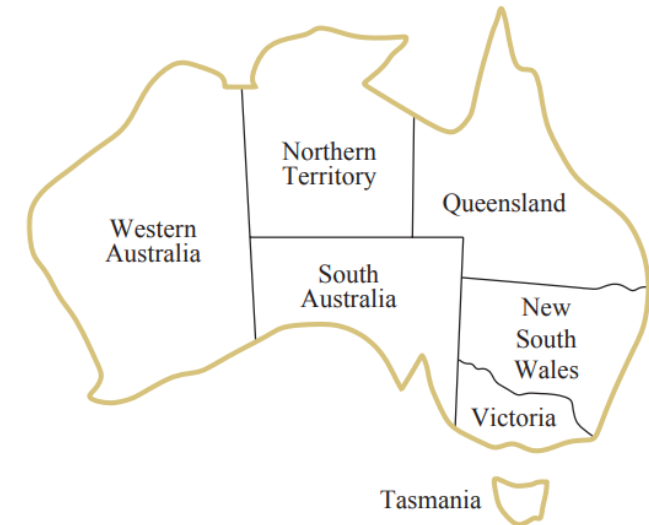 Northern
Territory
Western
Australia
Queensland
South
Australia
New
South
Wales
Victoria
Tasmania